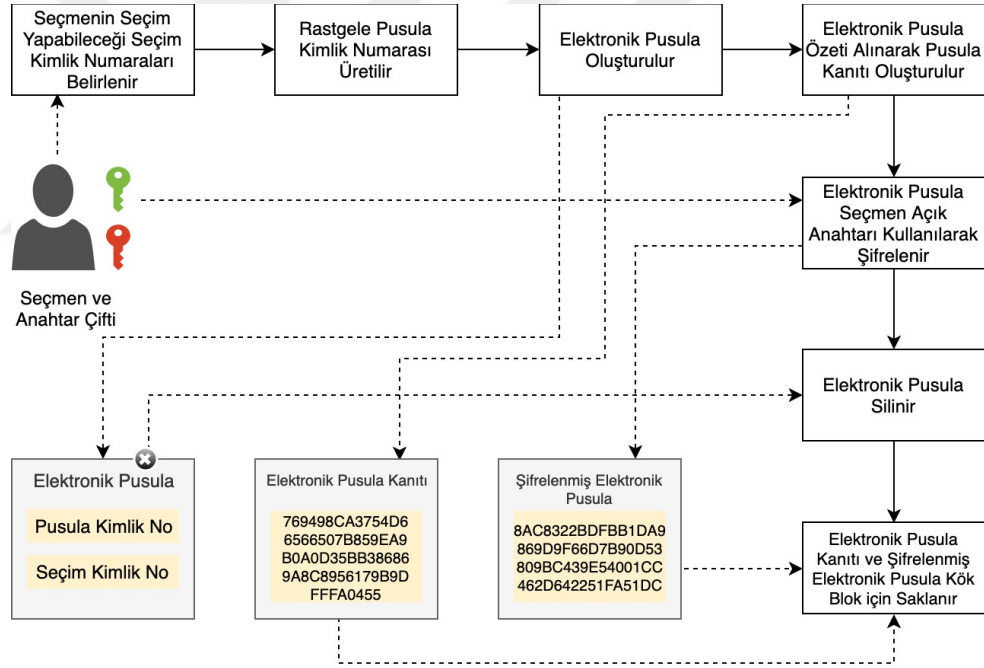 Seçmenin Seçim
Yapabileceği Seçim
Kimlik Numaraları
Belirlenir
Rastgele Pusula
Kimlik Numarası
Üretilir
Elektronik Pusula
Oluşturulur
Elektronik Pusula
Özeti Alınarak Pusula
Kanıtı Oluşturulur
Elektronik Pusula
Seçmen Açık
Anahtarı Kullanılarak
Şifrelenir
Seçmen ve
Anahtar Çifti
Elektronik Pusula
Silinir
Elektronik Pusula
Pusula Kimlik No
Seçim Kimlik No
Elektronik Pusula Kanıtı
769498CA3754D6
6566507B859EA9
B0A0D35BB38686
9A8C8956179B9D
FFFA0455
Şifrelenmiş Elektronik
Pusula
8AC8322BDFBB1DA9
869D9F66D7B90D53
809BC439E54001CC
462D642251FA51DC
Elektronik Pusula
Kanıtı ve Şifrelenmiş
Elektronik Pusula Kök
Blok için Saklanır